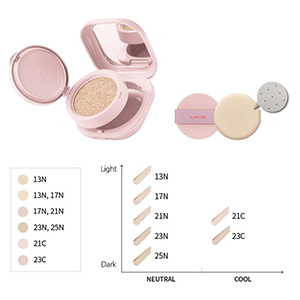 LANEIGE
13N
13N, 17N
17N, 21N
23N, 25N
21C
23C
Light
13N
17N
21N
23N
25N
21C
23C
Dark
NEUTRAL
COOL